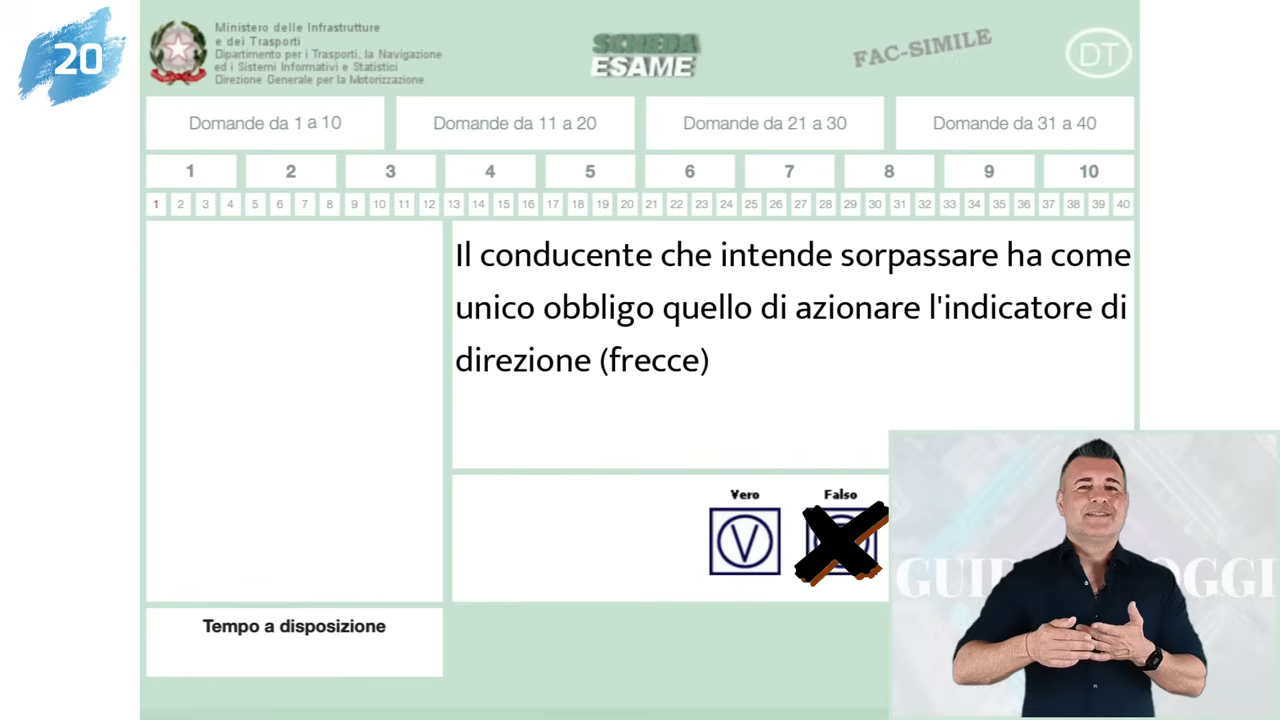 20
Ministero delle Infrastrutture
e dei Trasporti
Dipartimento per i Trasporti, la Navigazione
ed i Sistemi Informativi e Statistici
Direzione Generale per la Motorizzazione
SCHEDA
ESAME
FAC-SIMILE
DT
Domande da 1 a 10
Domande da 11 a 20
Domande da 21 a 30
Domande da 31 a 40
1 2 3 4 5 6 7 8 9 10
1 2 3 4 5 6 7 8 9 10 11 12 13 14 15 16 17 18 19 20 21 22 23 24 25 26 27 28 29 30 31 32 33 34 35 36 37 38 39 40
Il conducente che intende sorpassare ha come
unico obbligo quello di azionare l'indicatore di
direzione (frecce)
Vero Falso
V
Tempo a disposizione